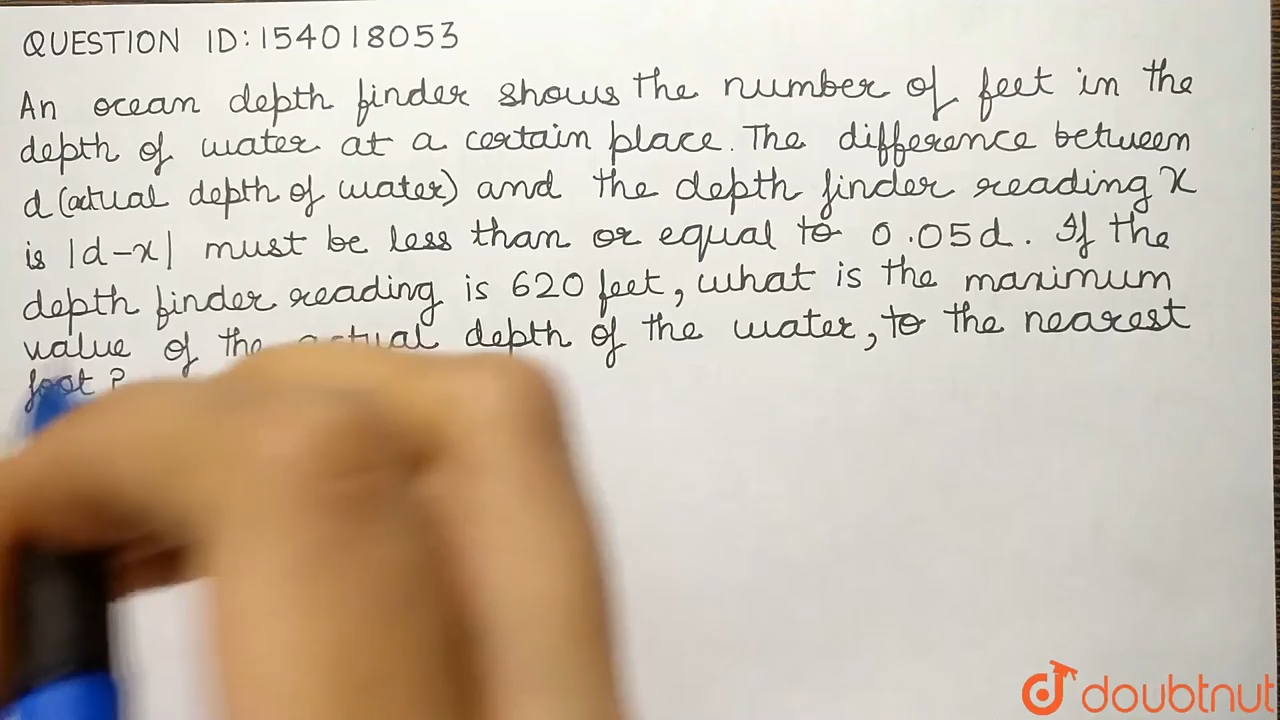 QUESTION ID:154018053
An ocean depth finder shows the number of feet in the
depth of water at a certain place. The difference between
d (actual depth of water) and the depth finder reading x
is |d-x| must be less than or equal to 0.05d. If the
depth finder reading is 620 feet, what is the maximum
value of the actual depth of the water, to the nearest
foot?
doubtnut